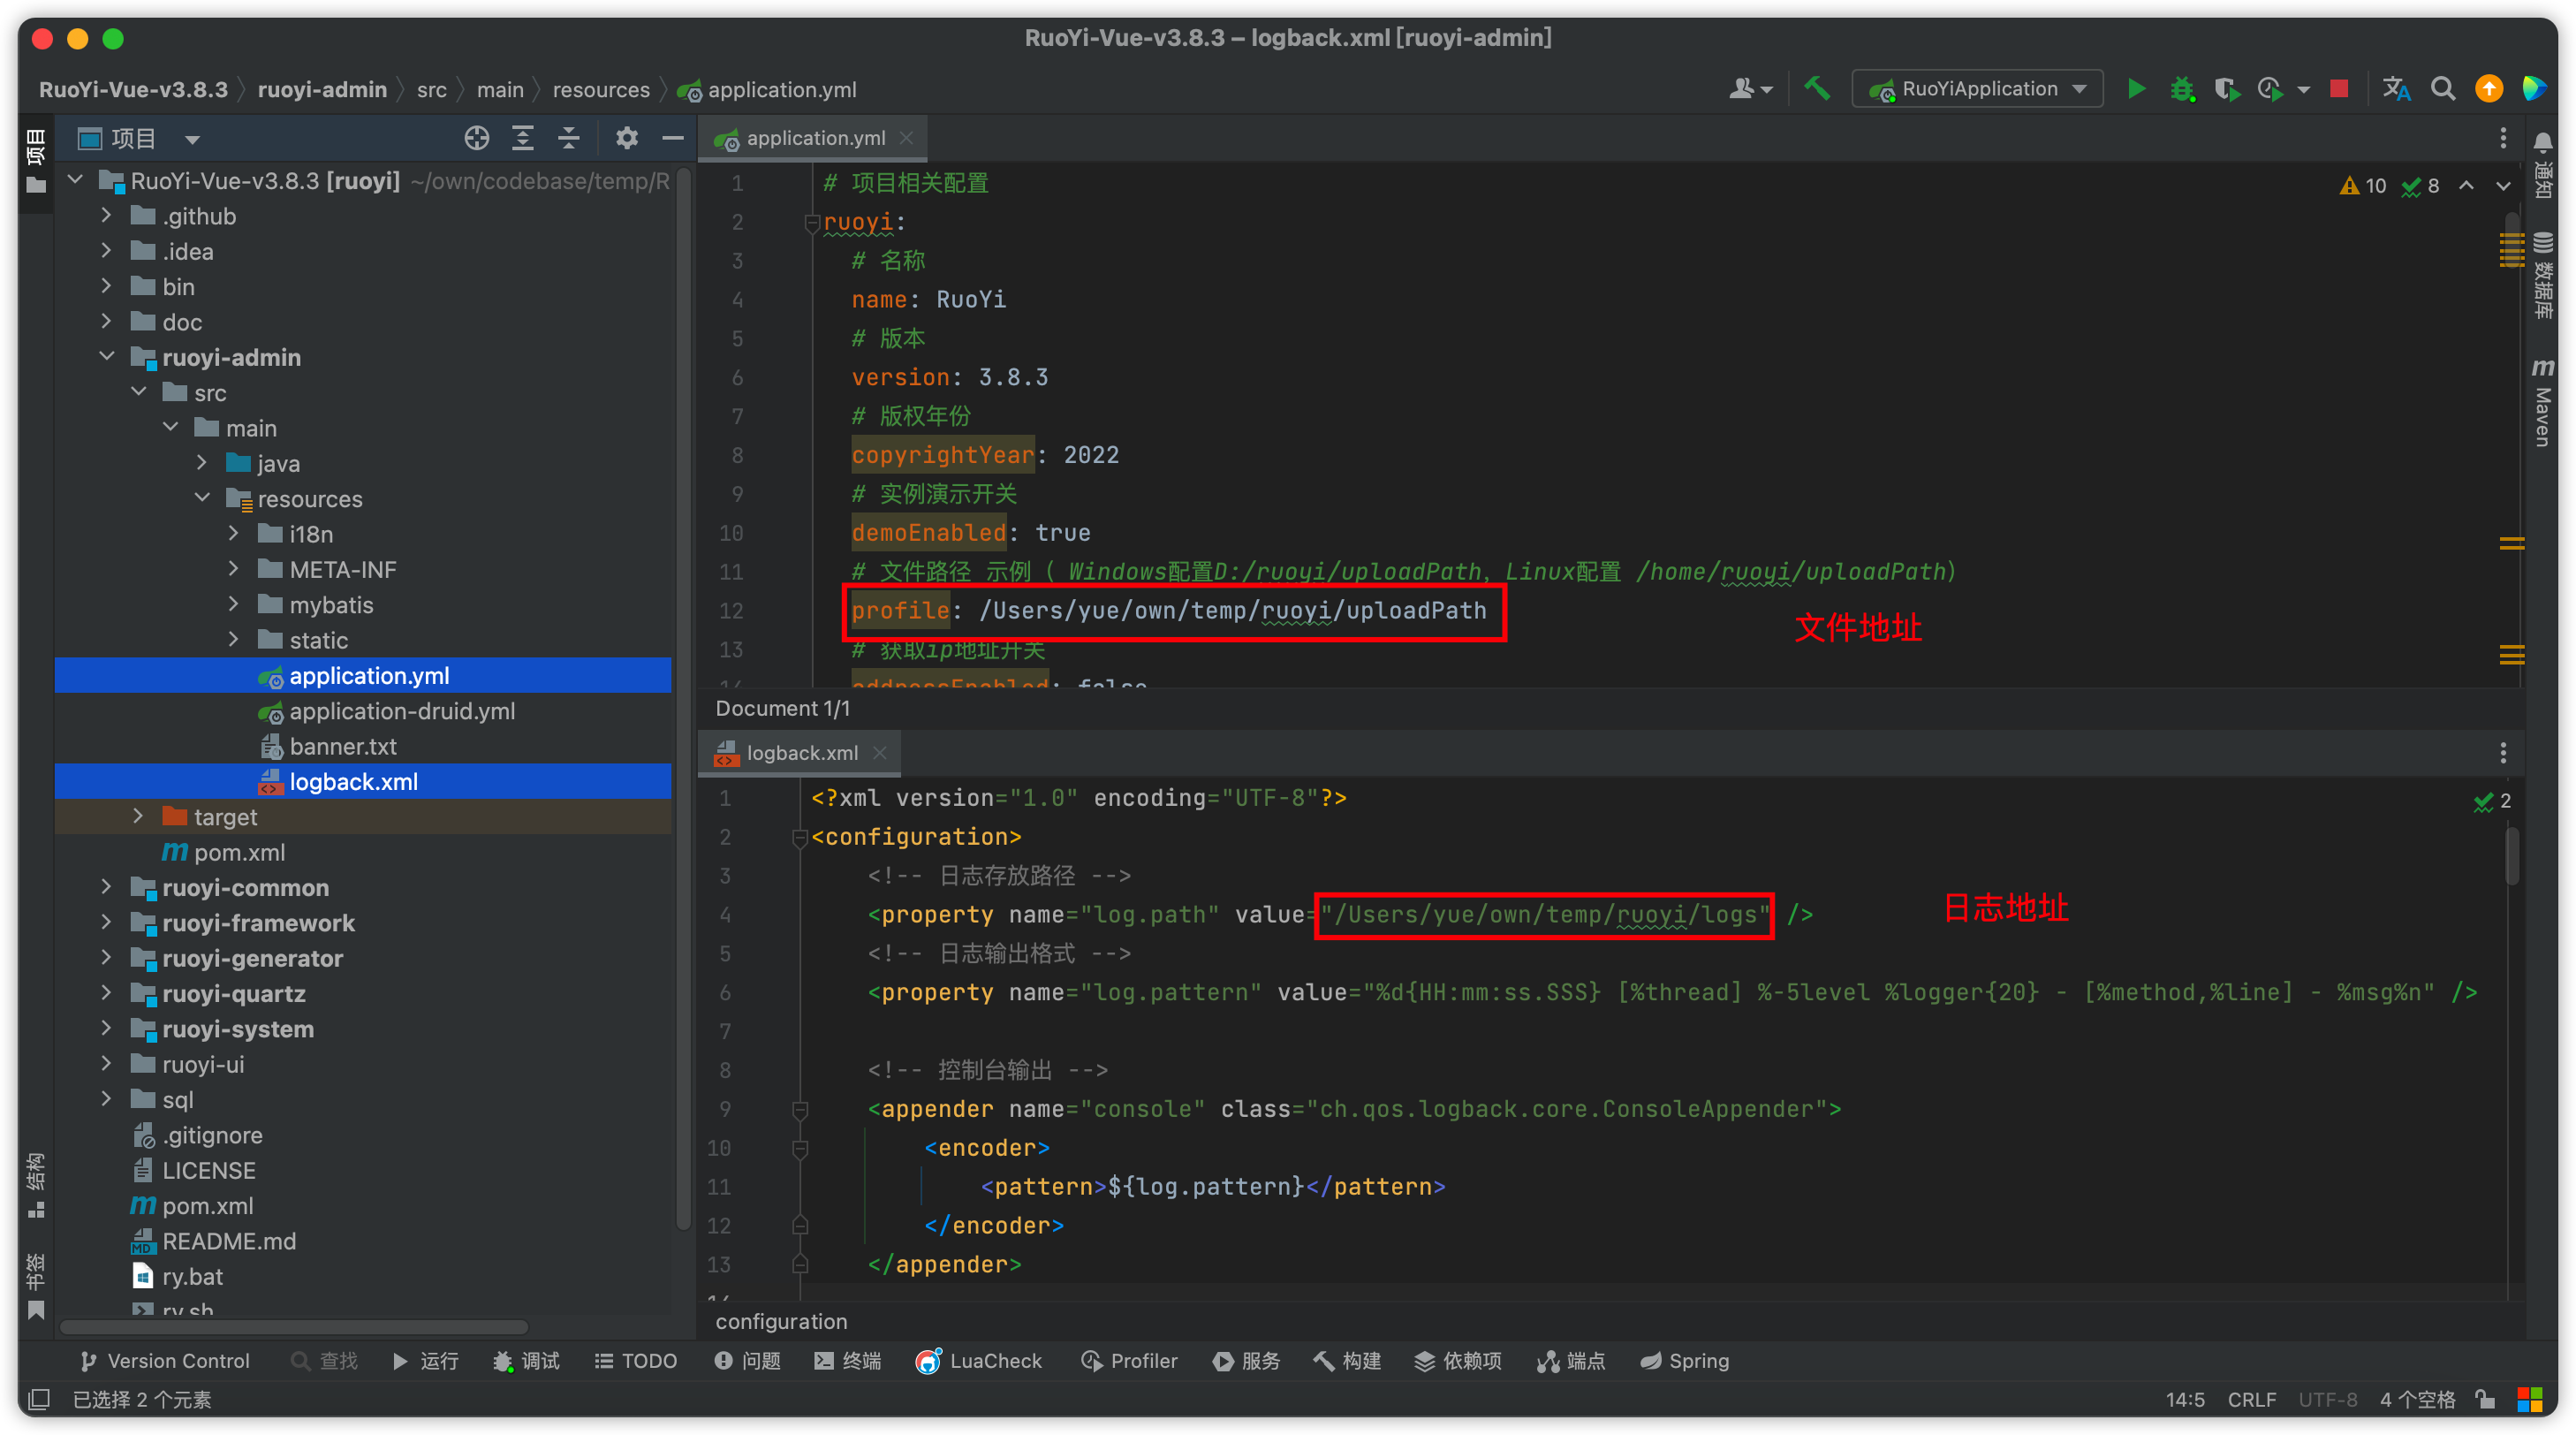 RuoYi-Vue-v3.8.3 – logback.xml [ruoyi-admin]
RuoYi-Vue-v3.8.3 ruoyi-admin src main resources application.yml
RuoYiApplication
项目
项目
RuoYi-Vue-v3.8.3 [ruoyi] ~/own/codebase/temp/R
.github
.idea
bin
doc
ruoyi-admin
src
main
java
resources
i18n
META-INF
mybatis
static
application.yml
application-druid.yml
banner.txt
logback.xml
target
pom.xml
ruoyi-common
ruoyi-framework
ruoyi-generator
ruoyi-quartz
ruoyi-system
ruoyi-ui
sql
.gitignore
LICENSE
pom.xml
README.md
ry.bat
ry.sh
结构
书签
application.yml
10 8
1 # 项目相关配置
2 ruoyi:
3 # 名称
4 name: RuoYi
5 # 版本
6 version: 3.8.3
7 # 版权年份
8 copyrightYear: 2022
9 # 实例演示开关
10 demoEnabled: true
11 # 文件路径 示例（ Windows配置D:/ruoyi/uploadPath，Linux配置 /home/ruoyi/uploadPath）
12 profile: /Users/yue/own/temp/ruoyi/uploadPath
文件地址
13 # 获取ip地址开关
14 addressEnabled: false
Document 1/1
logback.xml
2
1 <?xml version="1.0" encoding="UTF-8"?>
2 <configuration>
3 <!-- 日志存放路径 -->
4 <property name="log.path" value="/Users/yue/own/temp/ruoyi/logs" />
日志地址
5 <!-- 日志输出格式 -->
6 <property name="log.pattern" value="%d{HH:mm:ss.SSS} [%thread] %-5level %logger{20} - [%method,%line] - %msg%n" />
7
8 <!-- 控制台输出 -->
9 <appender name="console" class="ch.qos.logback.core.ConsoleAppender">
10 <encoder>
11 <pattern>${log.pattern}</pattern>
12 </encoder>
13 </appender>
14
configuration
通知
数据库
Maven
Version Control 查找 运行 调试 TODO 问题 终端 LuaCheck Profiler 服务 构建 依赖项 端点 Spring
已选择 2 个元素
14:5 CRLF UTF-8 4 个空格